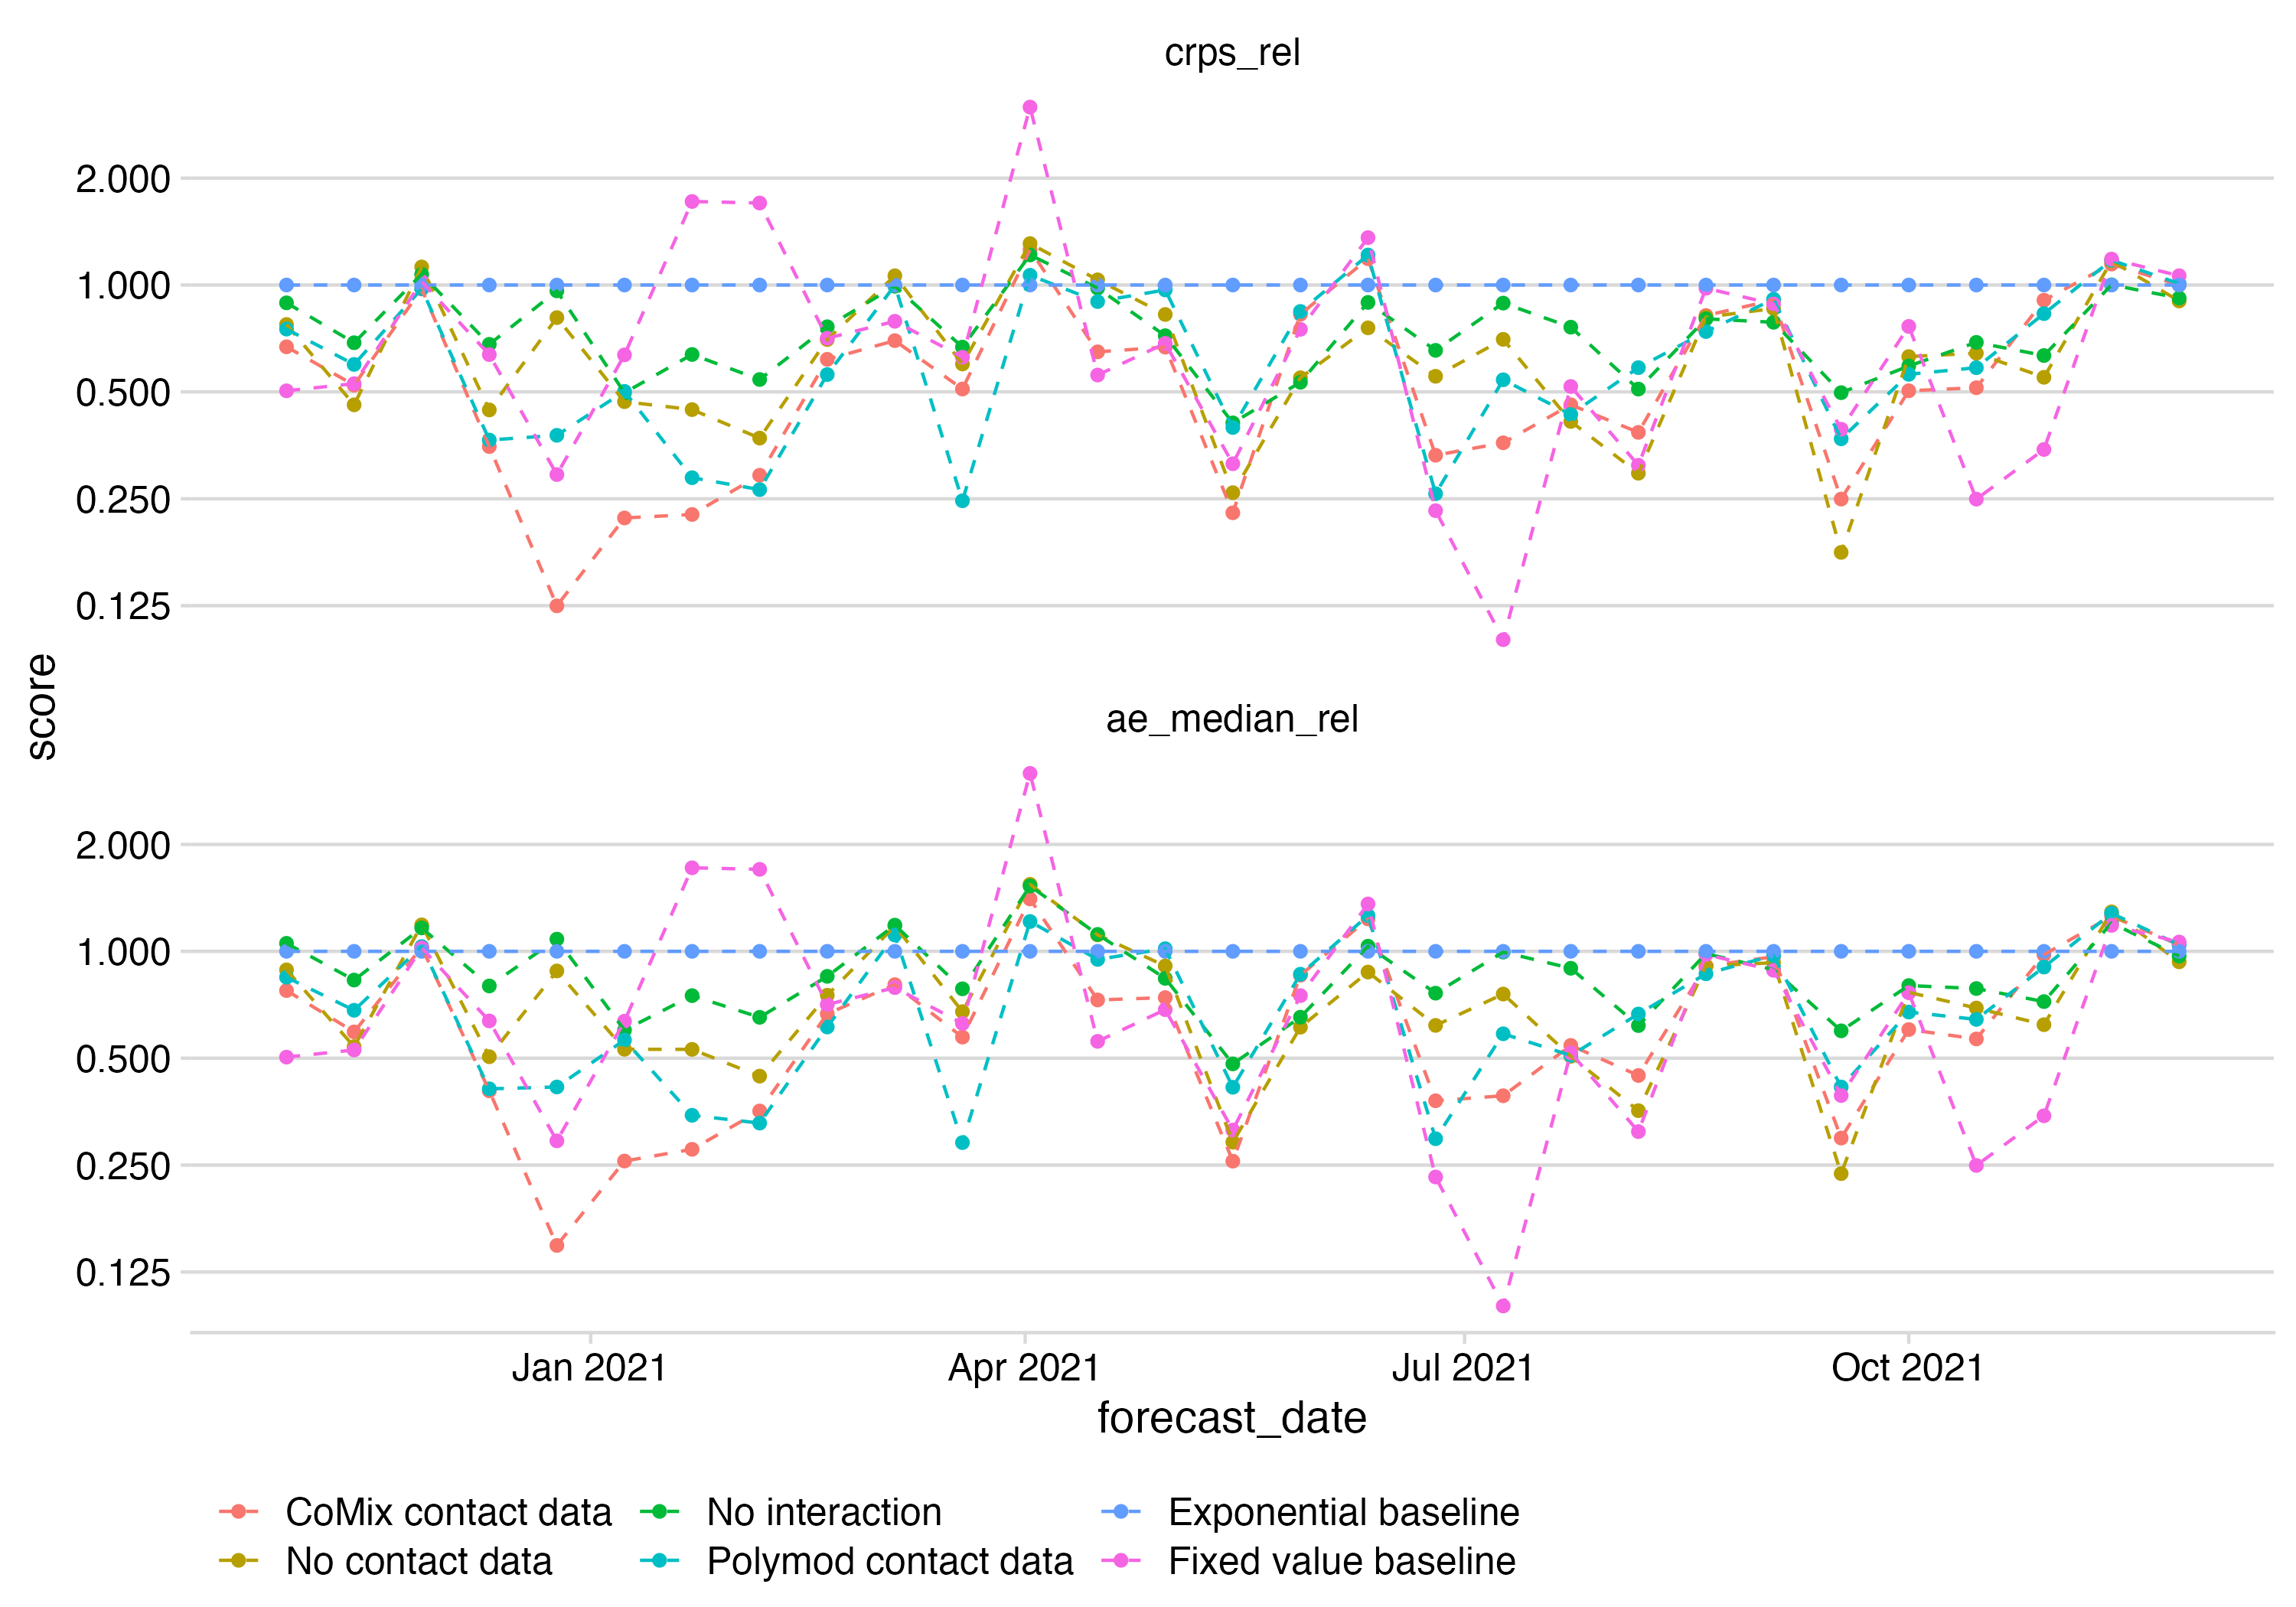 crps_rel
2.000
1.000
0.500
0.250
0.125
score
ae_median_rel
2.000
1.000
0.500
0.250
0.125
Jan 2021 Apr 2021 Jul 2021 Oct 2021
forecast_date
CoMix contact data No interaction Exponential baseline
No contact data Polymod contact data Fixed value baseline